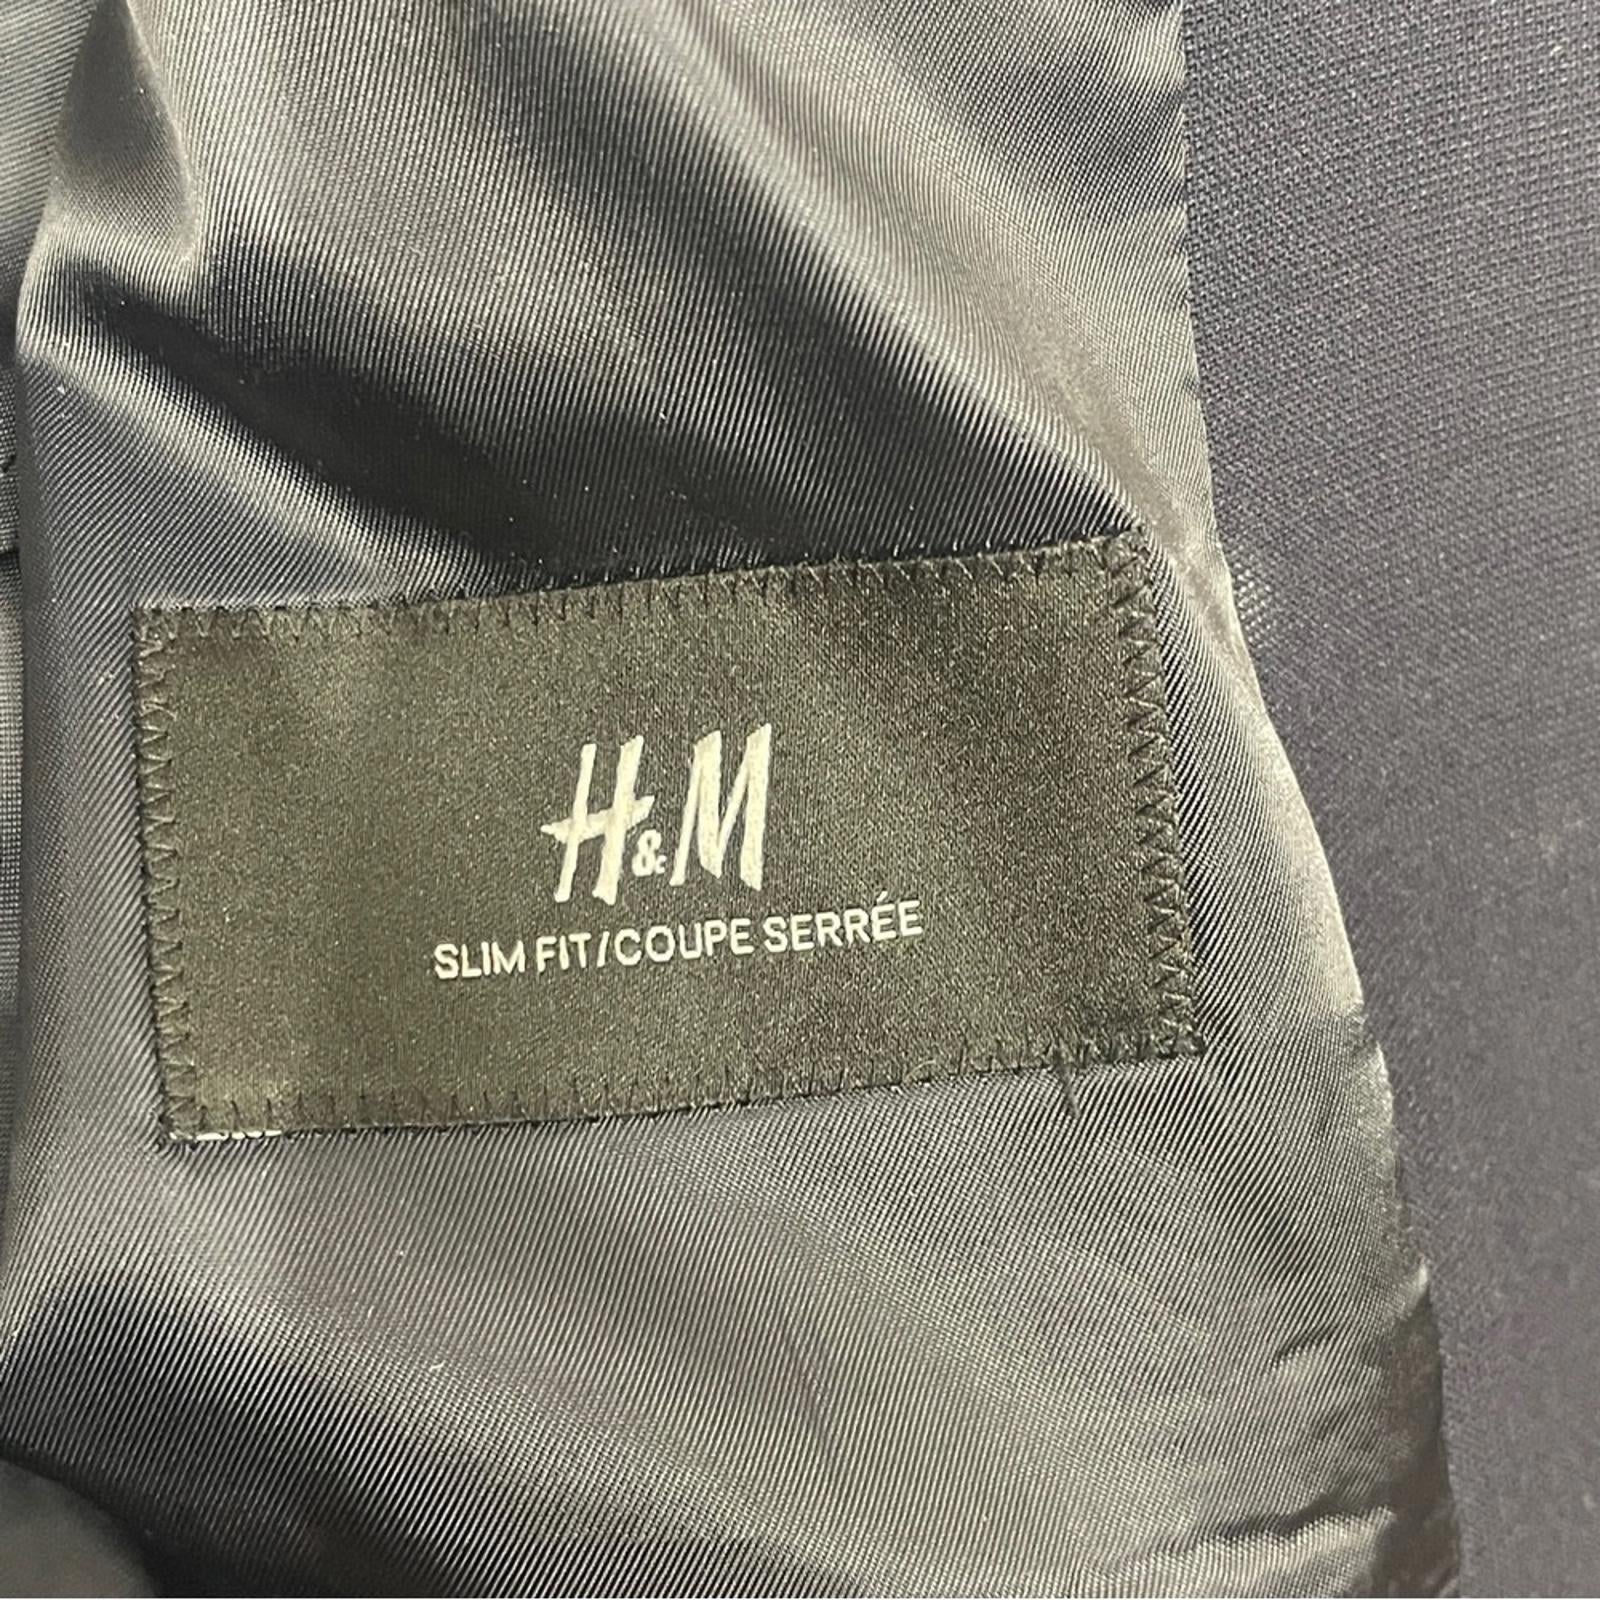 H&M
SLIM FIT/COUPE SERRÉE